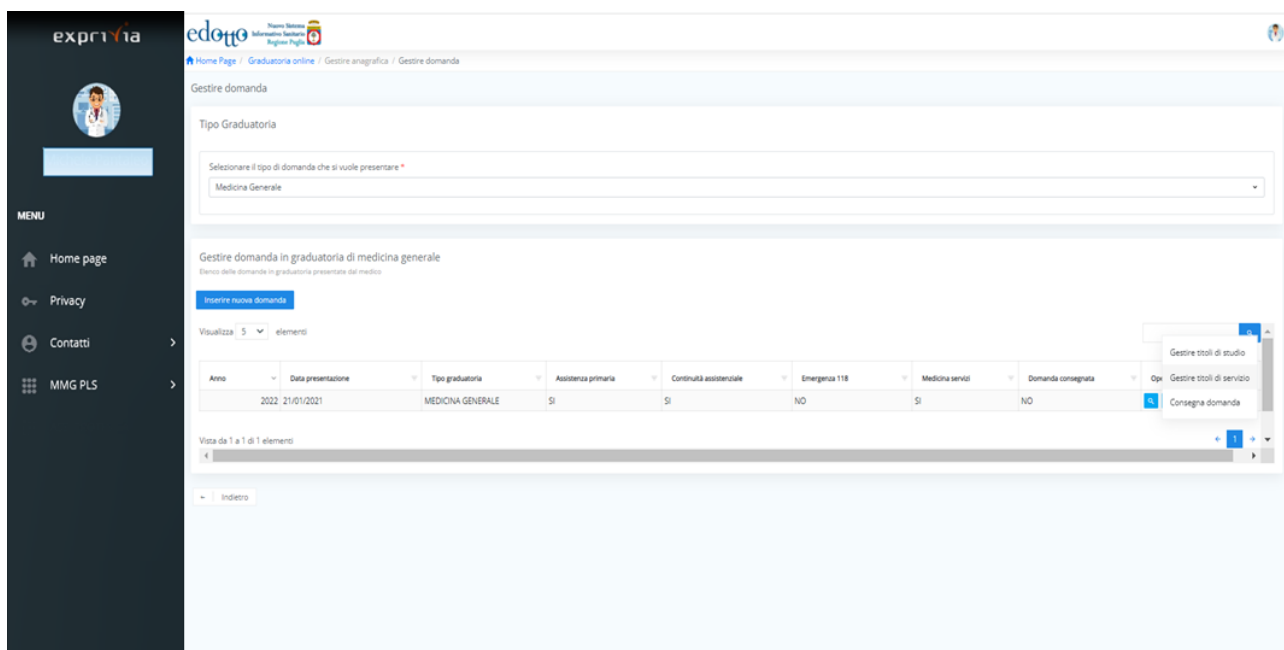 exprivia
edotto Nuovo Sistema
Informativo Sanitario
Regione Puglia
Home Page / Graduatoria online / Gestire anagrafica / Gestire domanda
Gestire domanda
Tipo Graduatoria
Selezionare il tipo di domanda che si vuole presentare *
Medicina Generale
MENU
Home page
Privacy
Contatti
MMG PLS
Gestire domanda in graduatoria di medicina generale
Elenco delle domande in graduatoria presentate dal medico
Inserire nuova domanda
Visualizza 5 elementi
Gestire titoli di studio
Gestire titoli di servizio
Consegna domanda
Anno Data presentazione Tipo graduatoria Assistenza primaria Continuità assistenziale Emergenza 118 Medicina servizi Domanda consegnata
2022 21/01/2021 MEDICINA GENERALE SI SI NO SI NO
Vista da 1 a 1 di 1 elementi
← 1 →
← Indietro